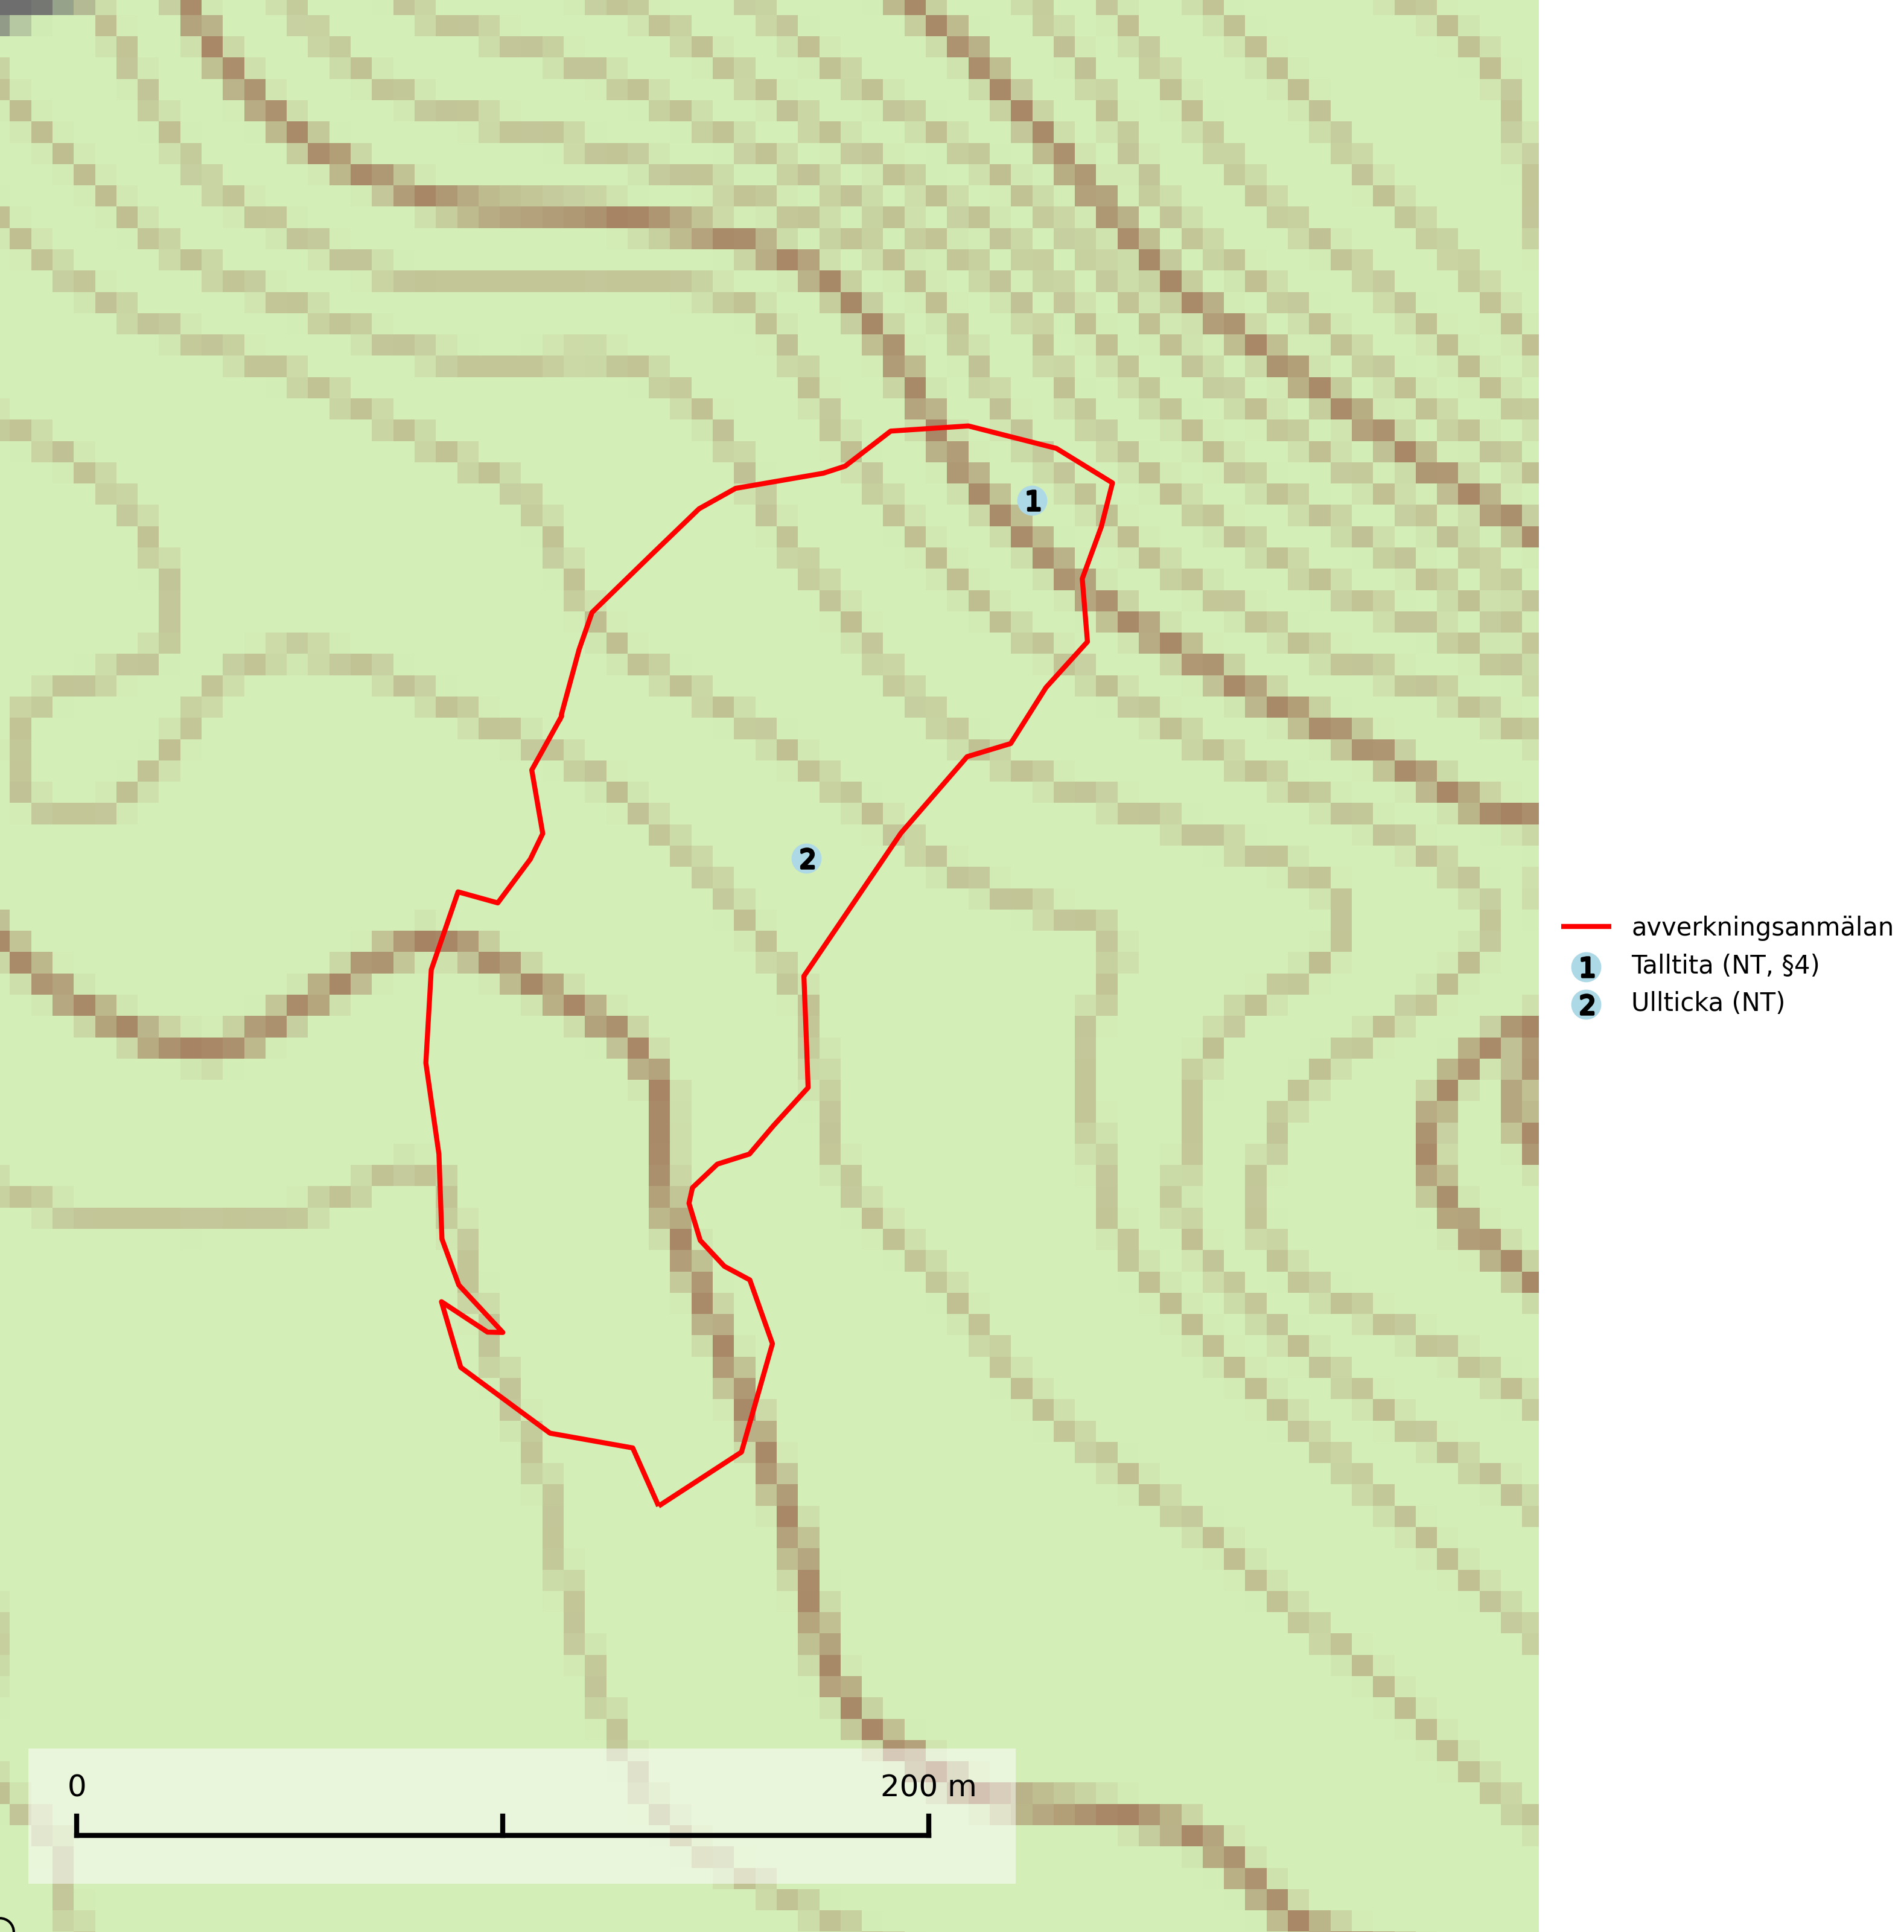 1
2
avverkningsanmälan
1 Talltita (NT, §4)
2 Ullticka (NT)
0 200 m